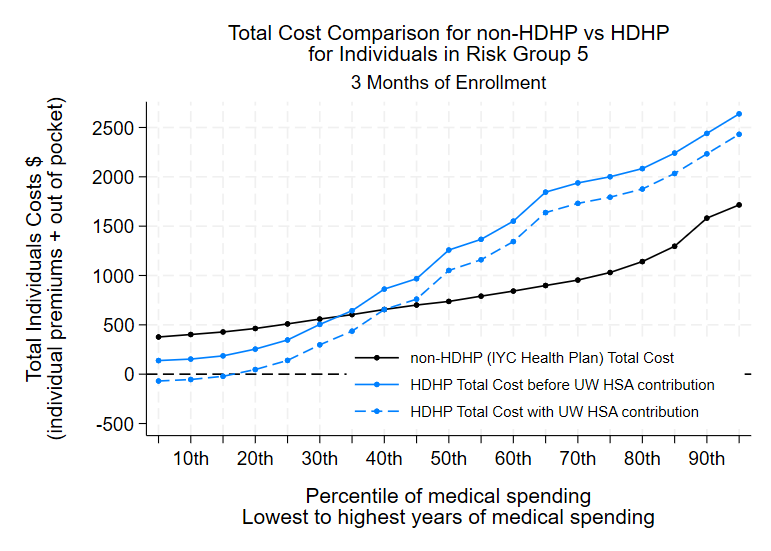 Total Cost Comparison for non-HDHP vs HDHP
for Individuals in Risk Group 5
3 Months of Enrollment
Total Individuals Costs $
(individual premiums + out of pocket)
2500
2000
1500
1000
500
0
-500
non-HDHP (IYC Health Plan) Total Cost
HDHP Total Cost before UW HSA contribution
HDHP Total Cost with UW HSA contribution
10th 20th 30th 40th 50th 60th 70th 80th 90th
Percentile of medical spending
Lowest to highest years of medical spending